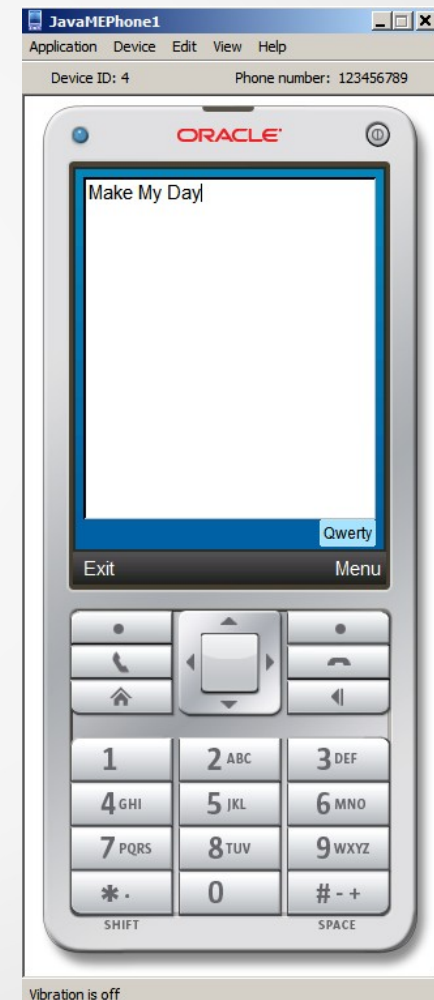 JavaMEPhone1
Application Device Edit View Help
Device ID: 4 Phone number: 123456789
ORACLE
Make My Day
Qwerty
Exit Menu
1 2 ABC 3 DEF
4 GHI 5 JKL 6 MNO
7 PQRS 8 TUV 9 WXYZ
* . 0 # - +
SHIFT SPACE
Vibration is off